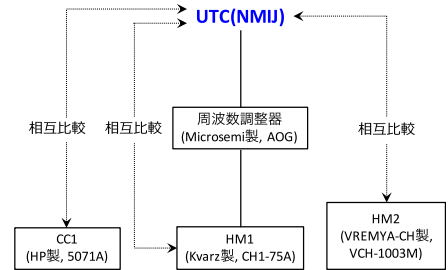 UTC(NMIJ)
周波数調整器
(Microsemi製, AOG)
相互比較
相互比較
相互比較
CC1
(HP製, 5071A)
HM1
(Kvarz製, CH1-75A)
HM2
(VREMYA-CH製,
VCH-1003M)